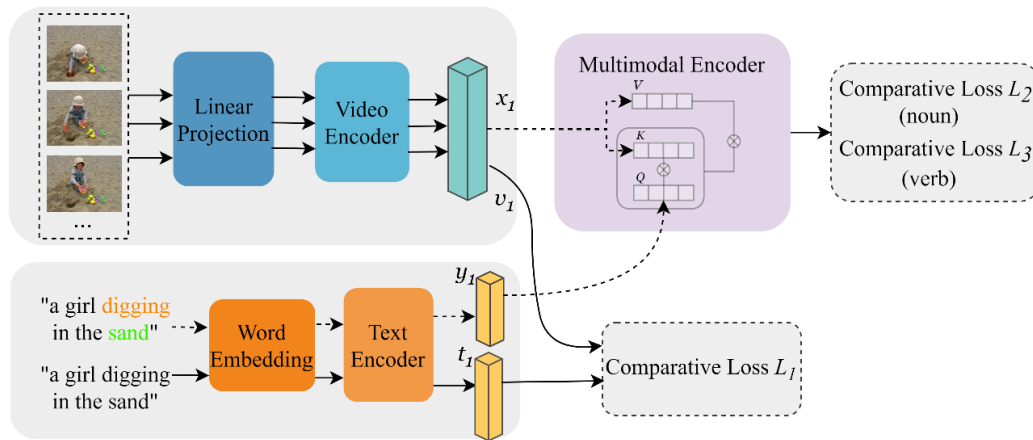 ...
Linear
Projection
Video
Encoder
x₁
v₁
Multimodal Encoder
V
K
Q
Comparative Loss L₂
(noun)
Comparative Loss L₃
(verb)
"a girl digging
in the sand"
"a girl digging
in the sand"
Word
Embedding
Text
Encoder
y₁
t₁
Comparative Loss L₁